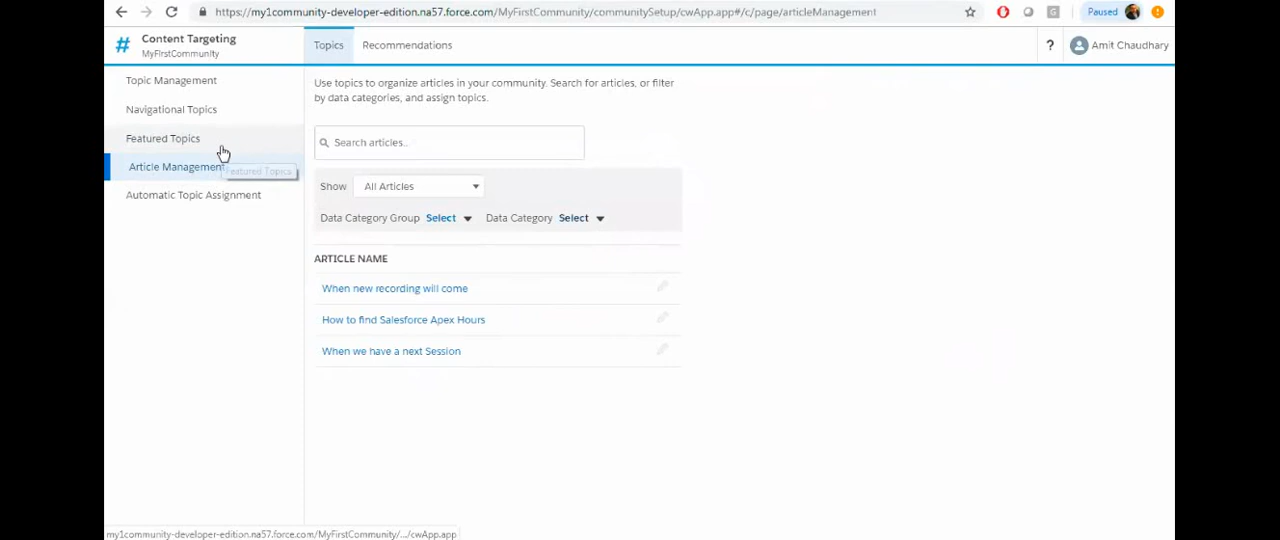 https://my1community-developer-edition.na57.force.com/MyFirstCommunity/communitySetup/cwApp.app#/c/page/articleManagement
G
Paused
!
#
Content Targeting
MyFirstCommunity
Topics
Recommendations
?
Amit Chaudhary
Topic Management
Navigational Topics
Featured Topics
Article Management
Featured Topics
Automatic Topic Assignment
Use topics to organize articles in your community. Search for articles, or filter
by data categories, and assign topics.
Search articles..
Show
All Articles
Data Category Group Select
Data Category Select
ARTICLE NAME
When new recording will come
How to find Salesforce Apex Hours
When we have a next Session
my1community-developer-edition.na57.force.com/MyFirstCommunity/.../cwApp.app